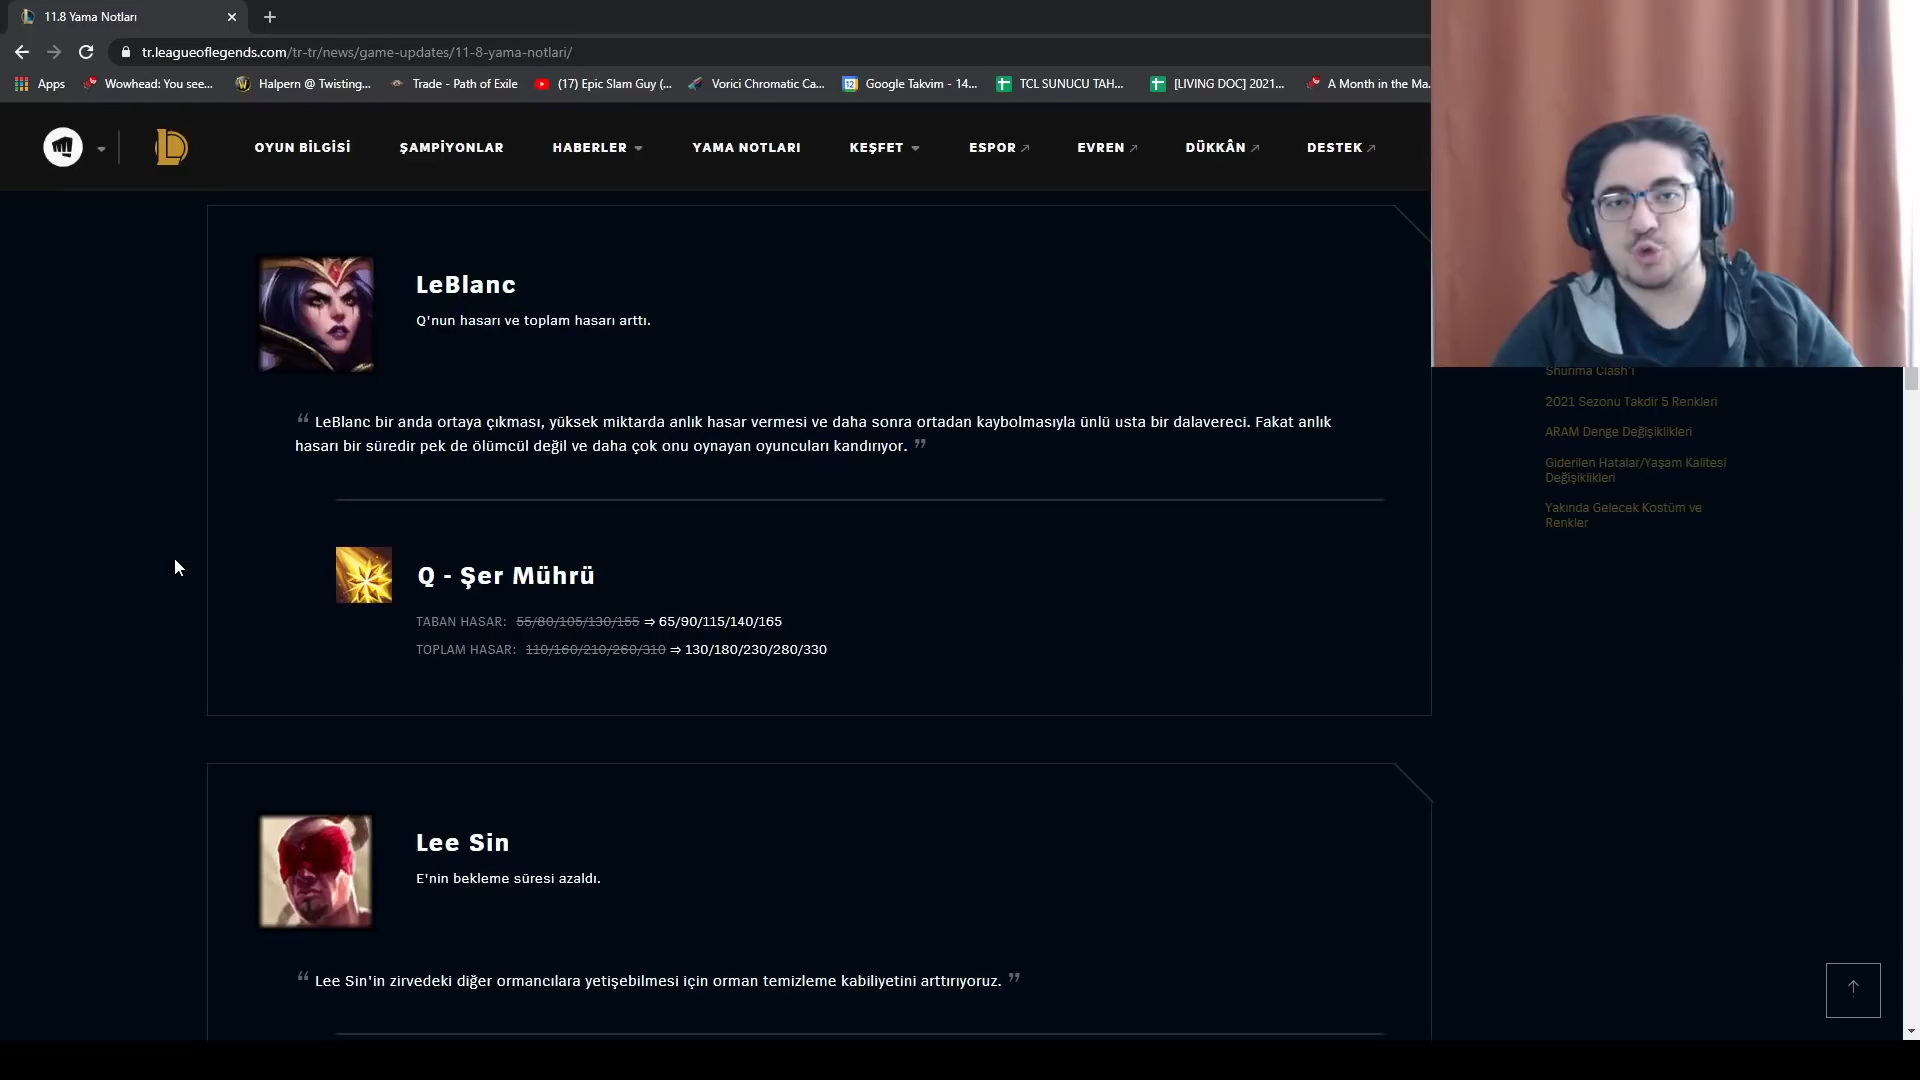 11.8 Yama Notları
tr.leagueoflegends.com/tr-tr/news/game-updates/11-8-yama-notlari/
Apps
Wowhead: You see...
Halpern @ Twisting...
Trade - Path of Exile
(17) Epic Slam Guy (...
Vorici Chromatic Ca...
Google Takvim - 14...
TCL SUNUCU TAH...
[LIVING DOC] 2021...
A Month in the Ma...
OYUN BİLGİSİ
ŞAMPİYONLAR
HABERLER
YAMA NOTLARI
KEŞFET
ESPOR
EVREN
DÜKKÂN
DESTEK
LeBlanc
Q'nun hasarı ve toplam hasarı arttı.
“ LeBlanc bir anda ortaya çıkması, yüksek miktarda anlık hasar vermesi ve daha sonra ortadan kaybolmasıyla ünlü usta bir dalavereci. Fakat anlık
hasarı bir süredir pek de ölümcül değil ve daha çok onu oynayan oyuncuları kandırıyor. ”
Q - Şer Mührü
TABAN HASAR: 55/80/105/130/155 ⇒ 65/90/115/140/165
TOPLAM HASAR: 110/160/210/260/310 ⇒ 130/180/230/280/330
Lee Sin
E'nin bekleme süresi azaldı.
“ Lee Sin'in zirvedeki diğer ormancılara yetişebilmesi için orman temizleme kabiliyetini arttırıyoruz. ”
Shurima Clash'i
2021 Sezonu Takdir 5 Renkleri
ARAM Denge Değişiklikleri
Giderilen Hatalar/Yaşam Kalitesi
Değişiklikleri
Yakında Gelecek Kostüm ve
Renkler